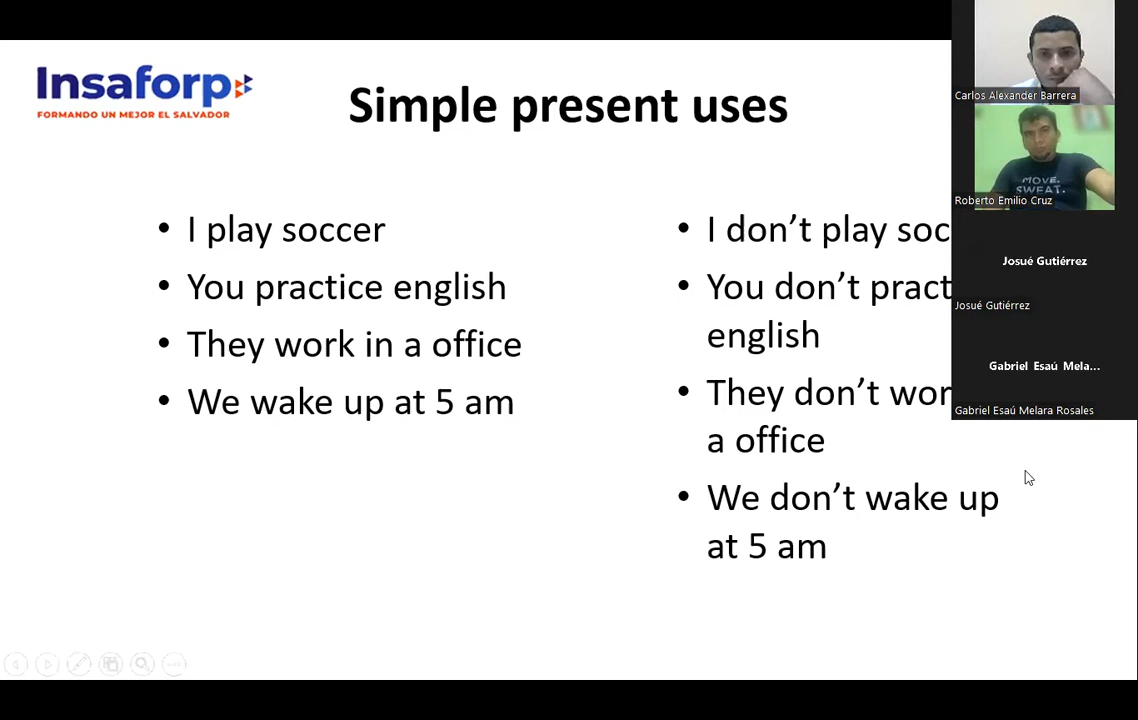 Insaforp
FORMANDO UN MEJOR EL SALVADOR
Simple present uses
• I play soccer
• You practice english
• They work in a office
• We wake up at 5 am
• I don’t play soc
• You don’t pract
english
• They don’t wor
a office
• We don’t wake up
at 5 am
Carlos Alexander Barrera
MOVE.
SWEAT.
Roberto Emilio Cruz
Josué Gutiérrez
Josué Gutiérrez
Gabriel Esaú Mela...
Gabriel Esaú Melara Rosales